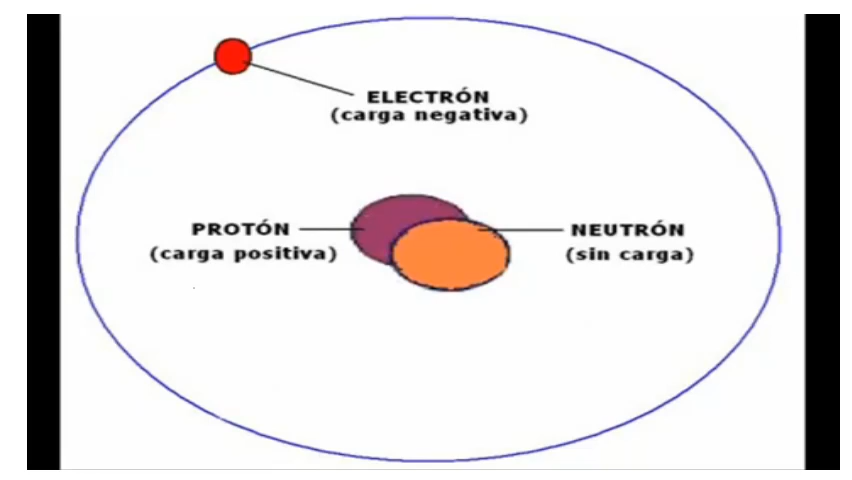 ELECTRÓN
(carga negativa)
PROTÓN
(carga positiva)
NEUTRÓN
(sin carga)